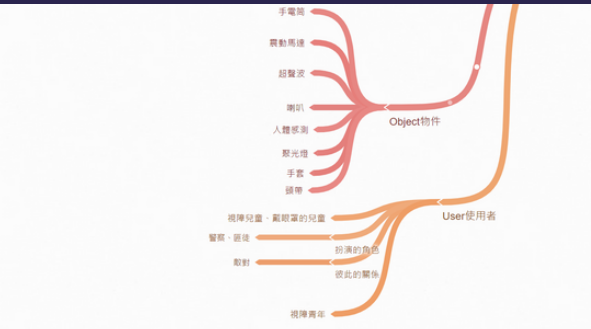 手電筒
震動馬達
超聲波
喇叭
Object物件
人體感測
聚光燈
手套
頭帶
User使用者
視障兒童、戴眼罩的兒童
警察、匪徒
扮演的角色
敵對
彼此的關係
視障青年